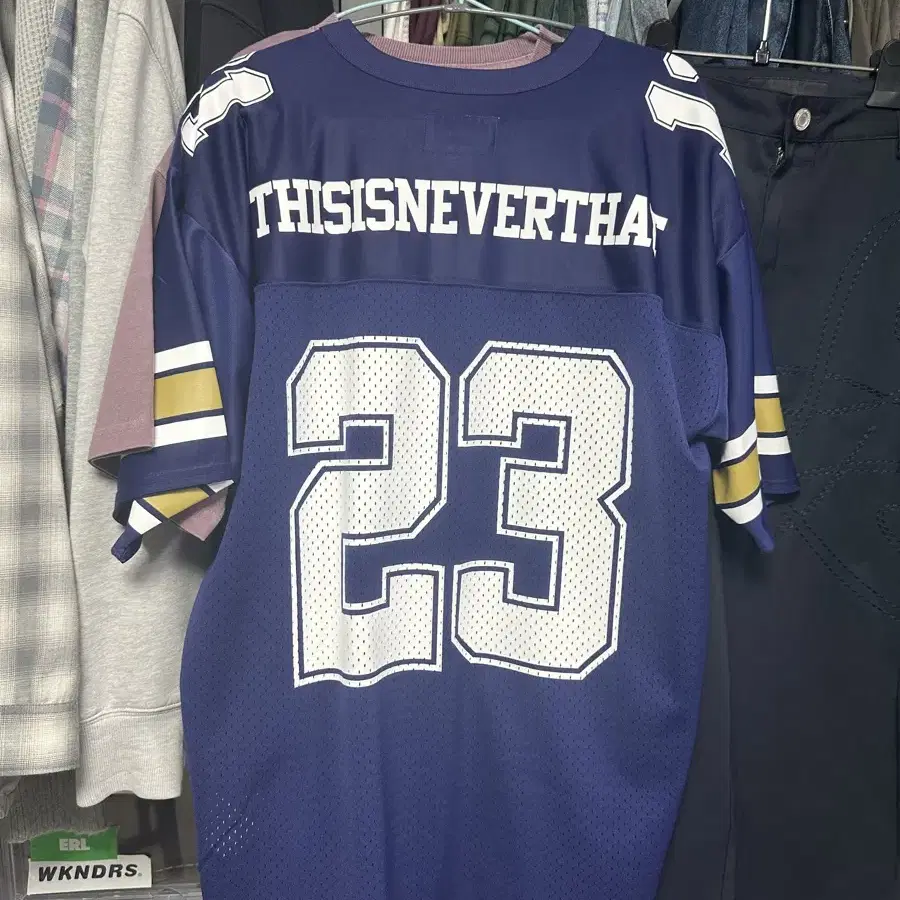 THISISNEVERTHAT
23
ERL
WKNDRS.